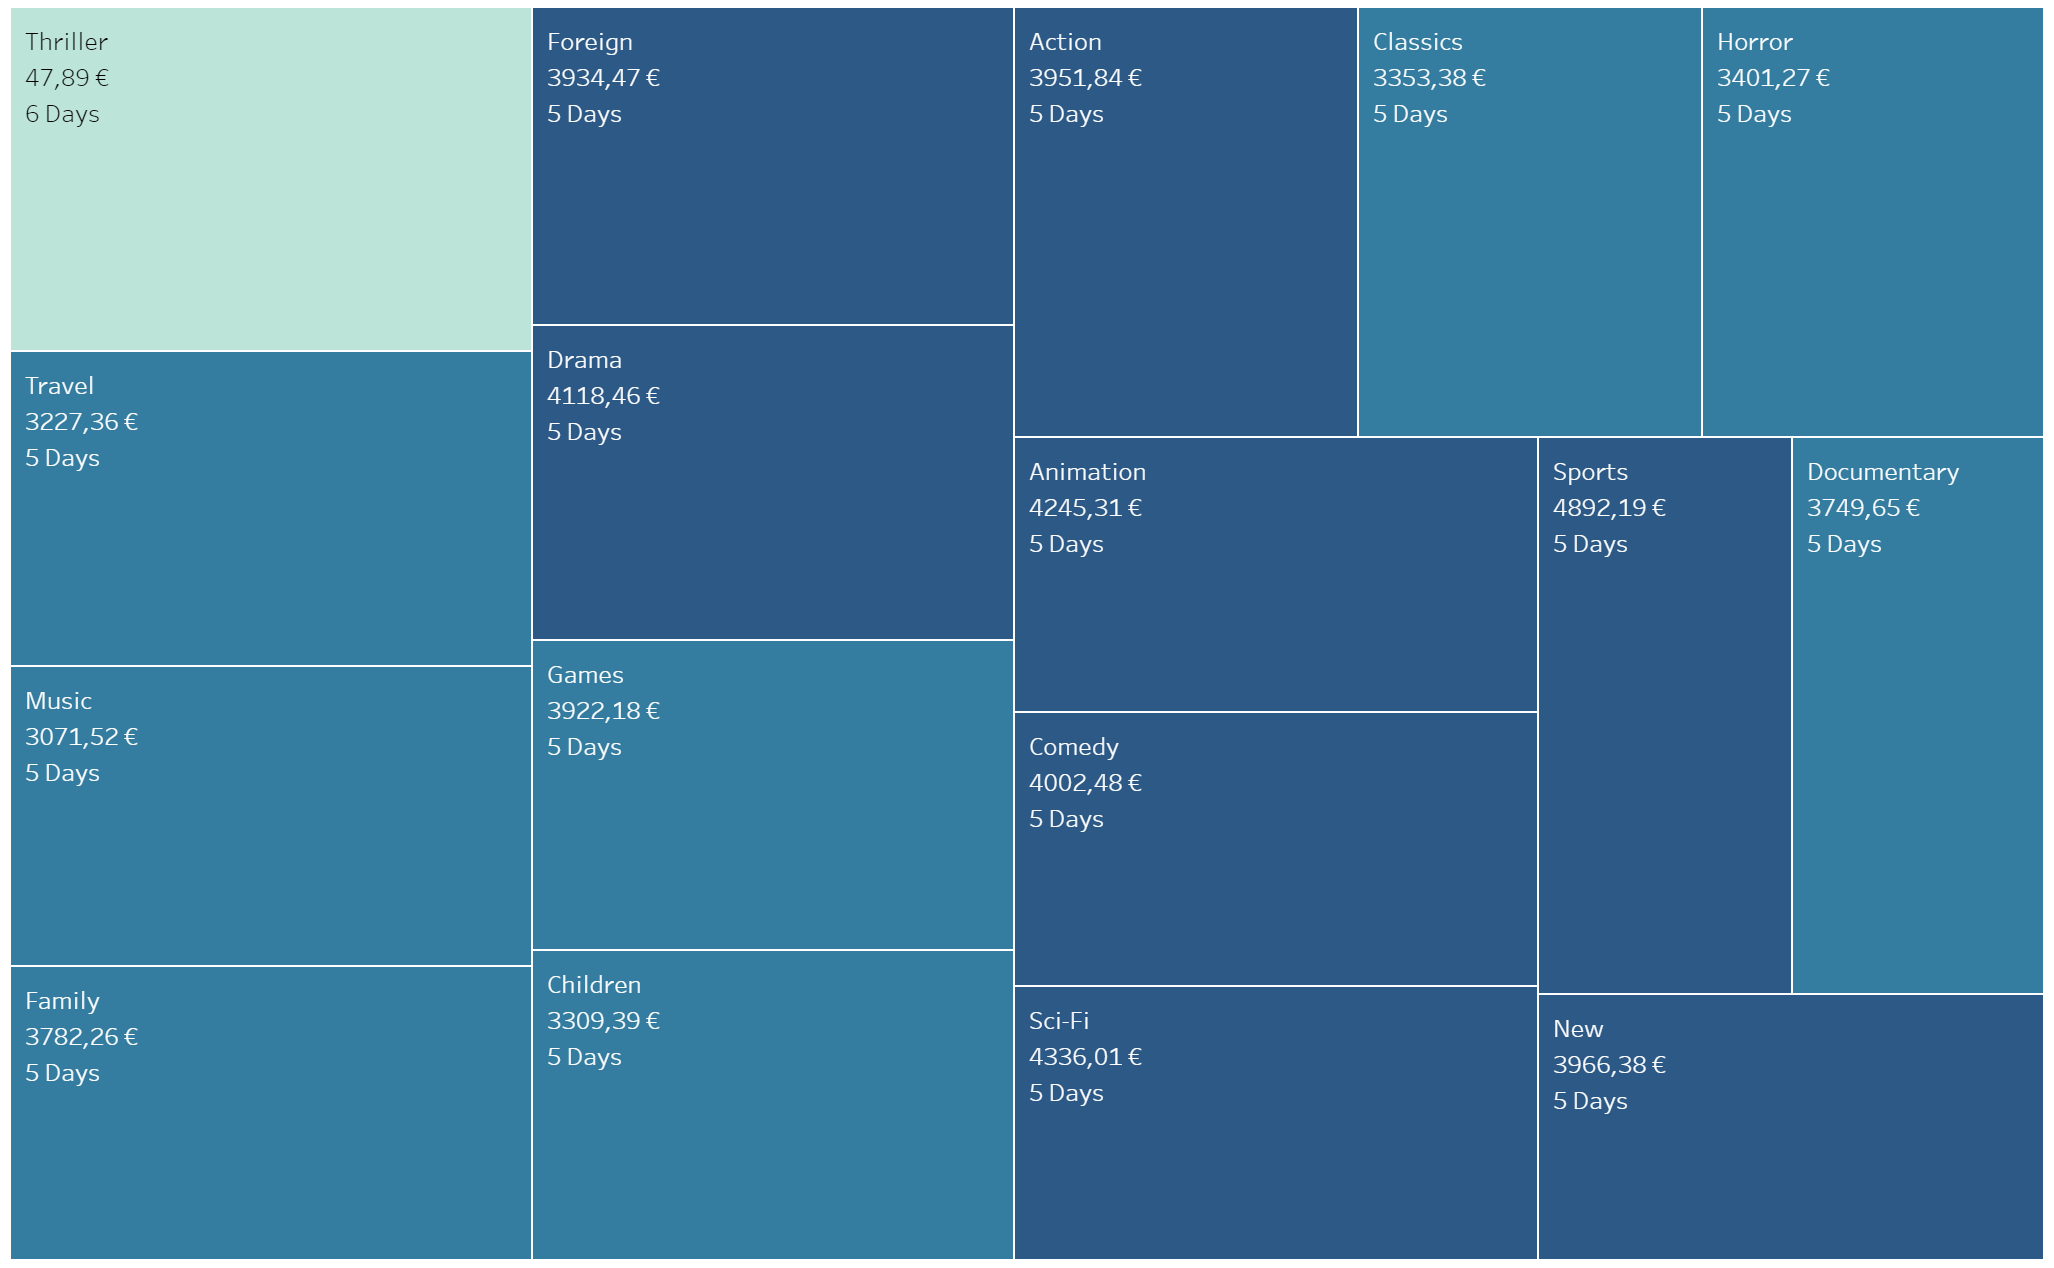 Thriller
47,89 €
6 Days
Travel
3227,36 €
5 Days
Music
3071,52 €
5 Days
Family
3782,26 €
5 Days
Foreign
3934,47 €
5 Days
Drama
4118,46 €
5 Days
Games
3922,18 €
5 Days
Children
3309,39 €
5 Days
Action
3951,84 €
5 Days
Classics
3353,38 €
5 Days
Horror
3401,27 €
5 Days
Animation
4245,31 €
5 Days
Comedy
4002,48 €
5 Days
Sci-Fi
4336,01 €
5 Days
Sports
4892,19 €
5 Days
Documentary
3749,65 €
5 Days
New
3966,38 €
5 Days